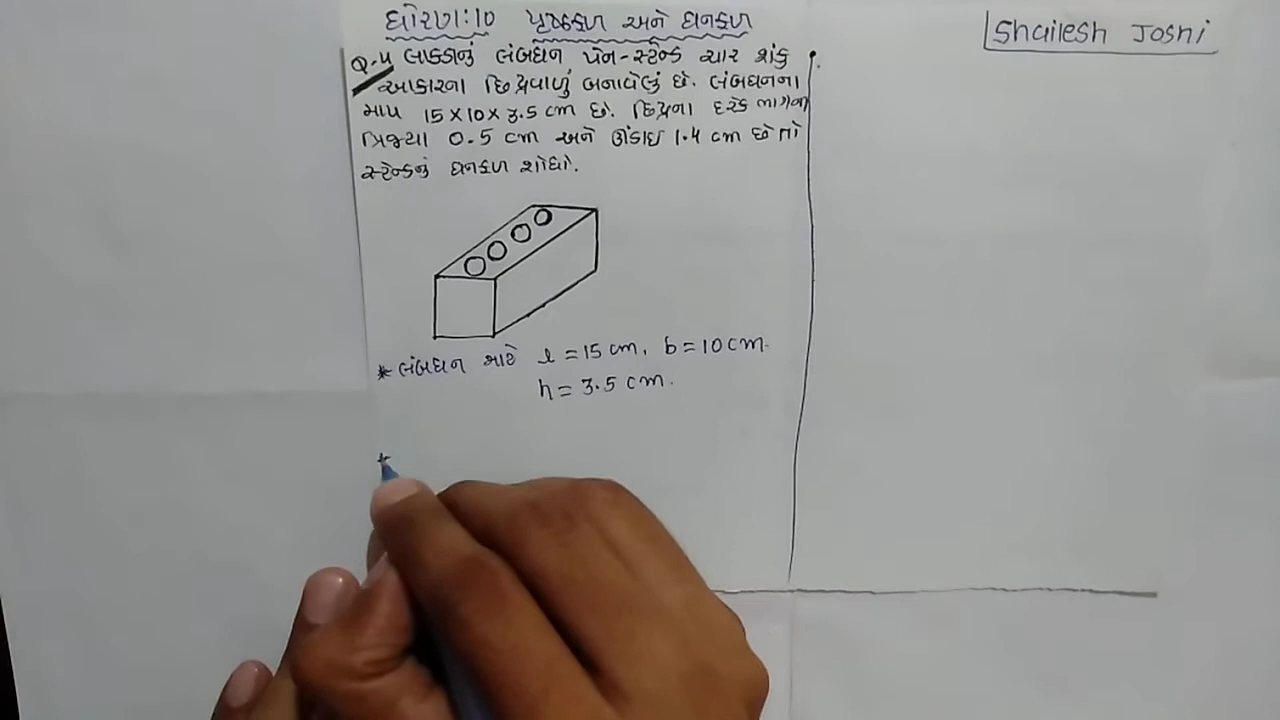 ધોરણ:10 પૃષ્ઠફળ અને ઘનફળ
Shailesh Joshi
Q-5 લાકડાનું લંબઘન પેન-સ્ટેન્ડ ચાર શંકુ
આકારના છિદ્રવાળું બનાવેલું છે. લંબઘનના
માપ 15 X 10 X 3.5 cm છે. છિદ્રના દરેક ભાગની
ત્રિજ્યા 0.5 cm અને ઊંડાઇ 1.4 cm છે તો
સ્ટેન્ડનું ઘનફળ શોધો.
* લંબઘન માટે l = 15 cm, b = 10 cm.
h = 3.5 cm.